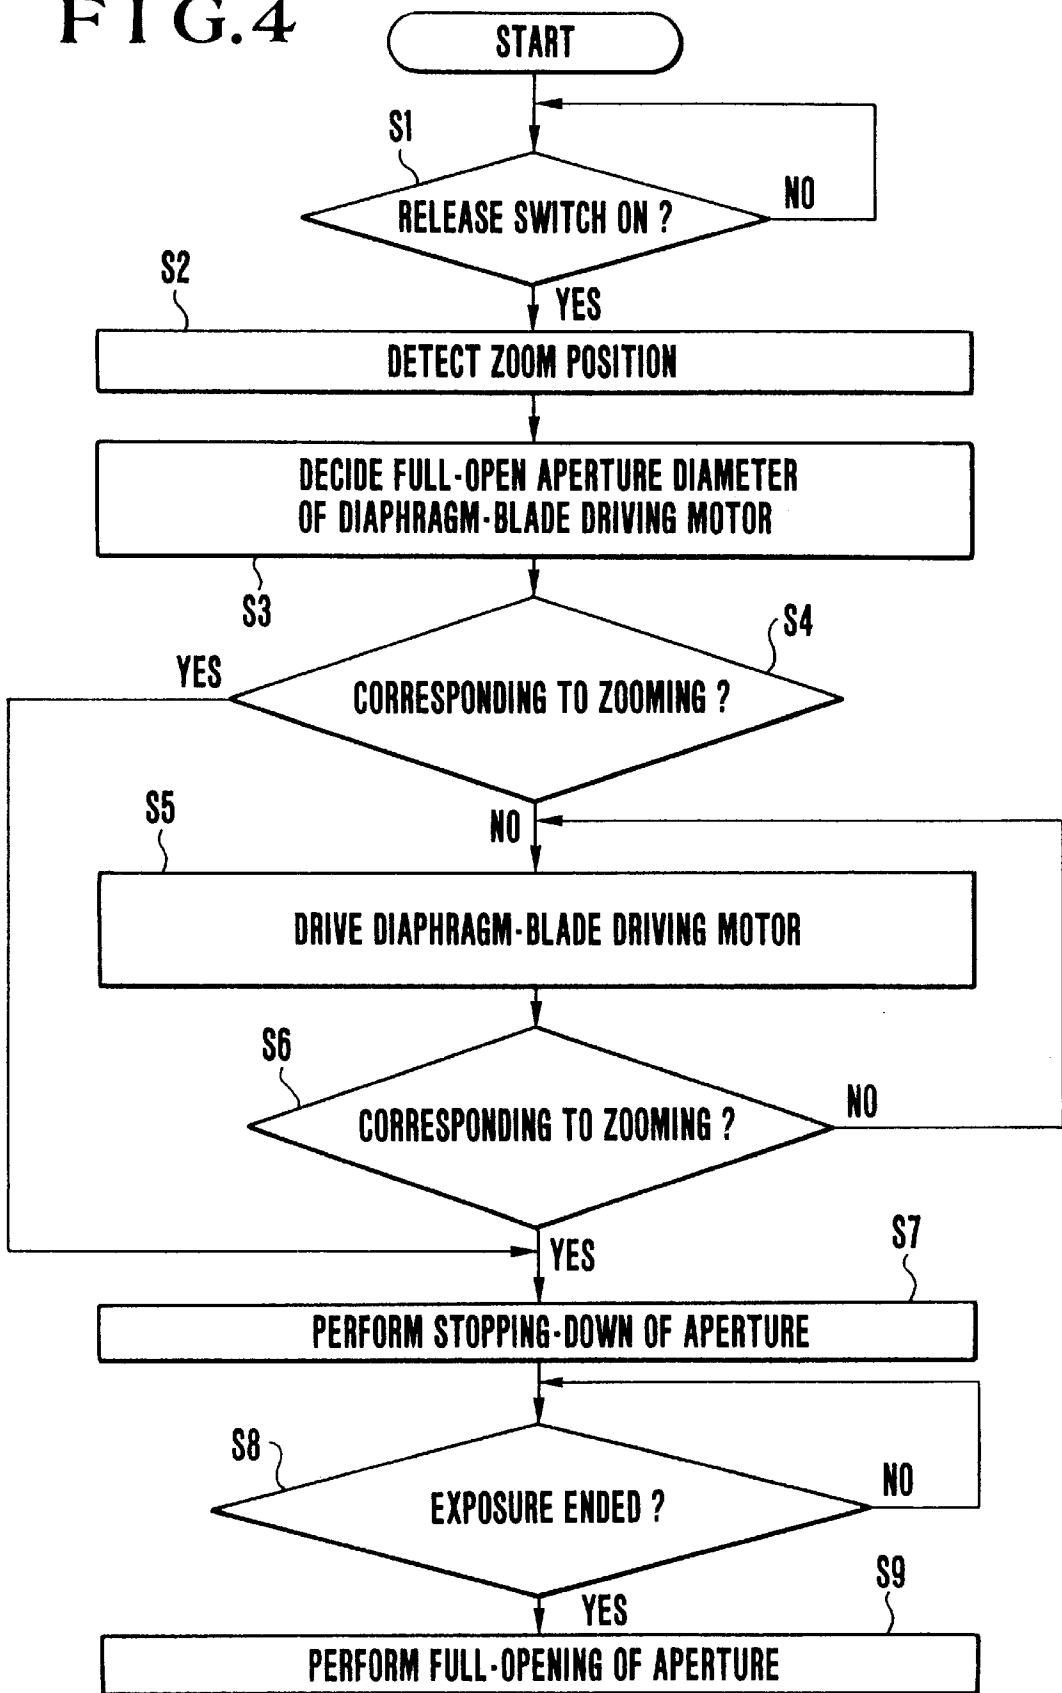 FIG.4
START
S1
RELEASE SWITCH ON ?
NO
S2
YES
DETECT ZOOM POSITION
DECIDE FULL-OPEN APERTURE DIAMETER
OF DIAPHRAGM-BLADE DRIVING MOTOR
S3
S4
YES
CORRESPONDING TO ZOOMING ?
S5
NO
DRIVE DIAPHRAGM-BLADE DRIVING MOTOR
S6
CORRESPONDING TO ZOOMING ?
NO
YES
S7
PERFORM STOPPING-DOWN OF APERTURE
S8
EXPOSURE ENDED ?
NO
S9
YES
PERFORM FULL-OPENING OF APERTURE